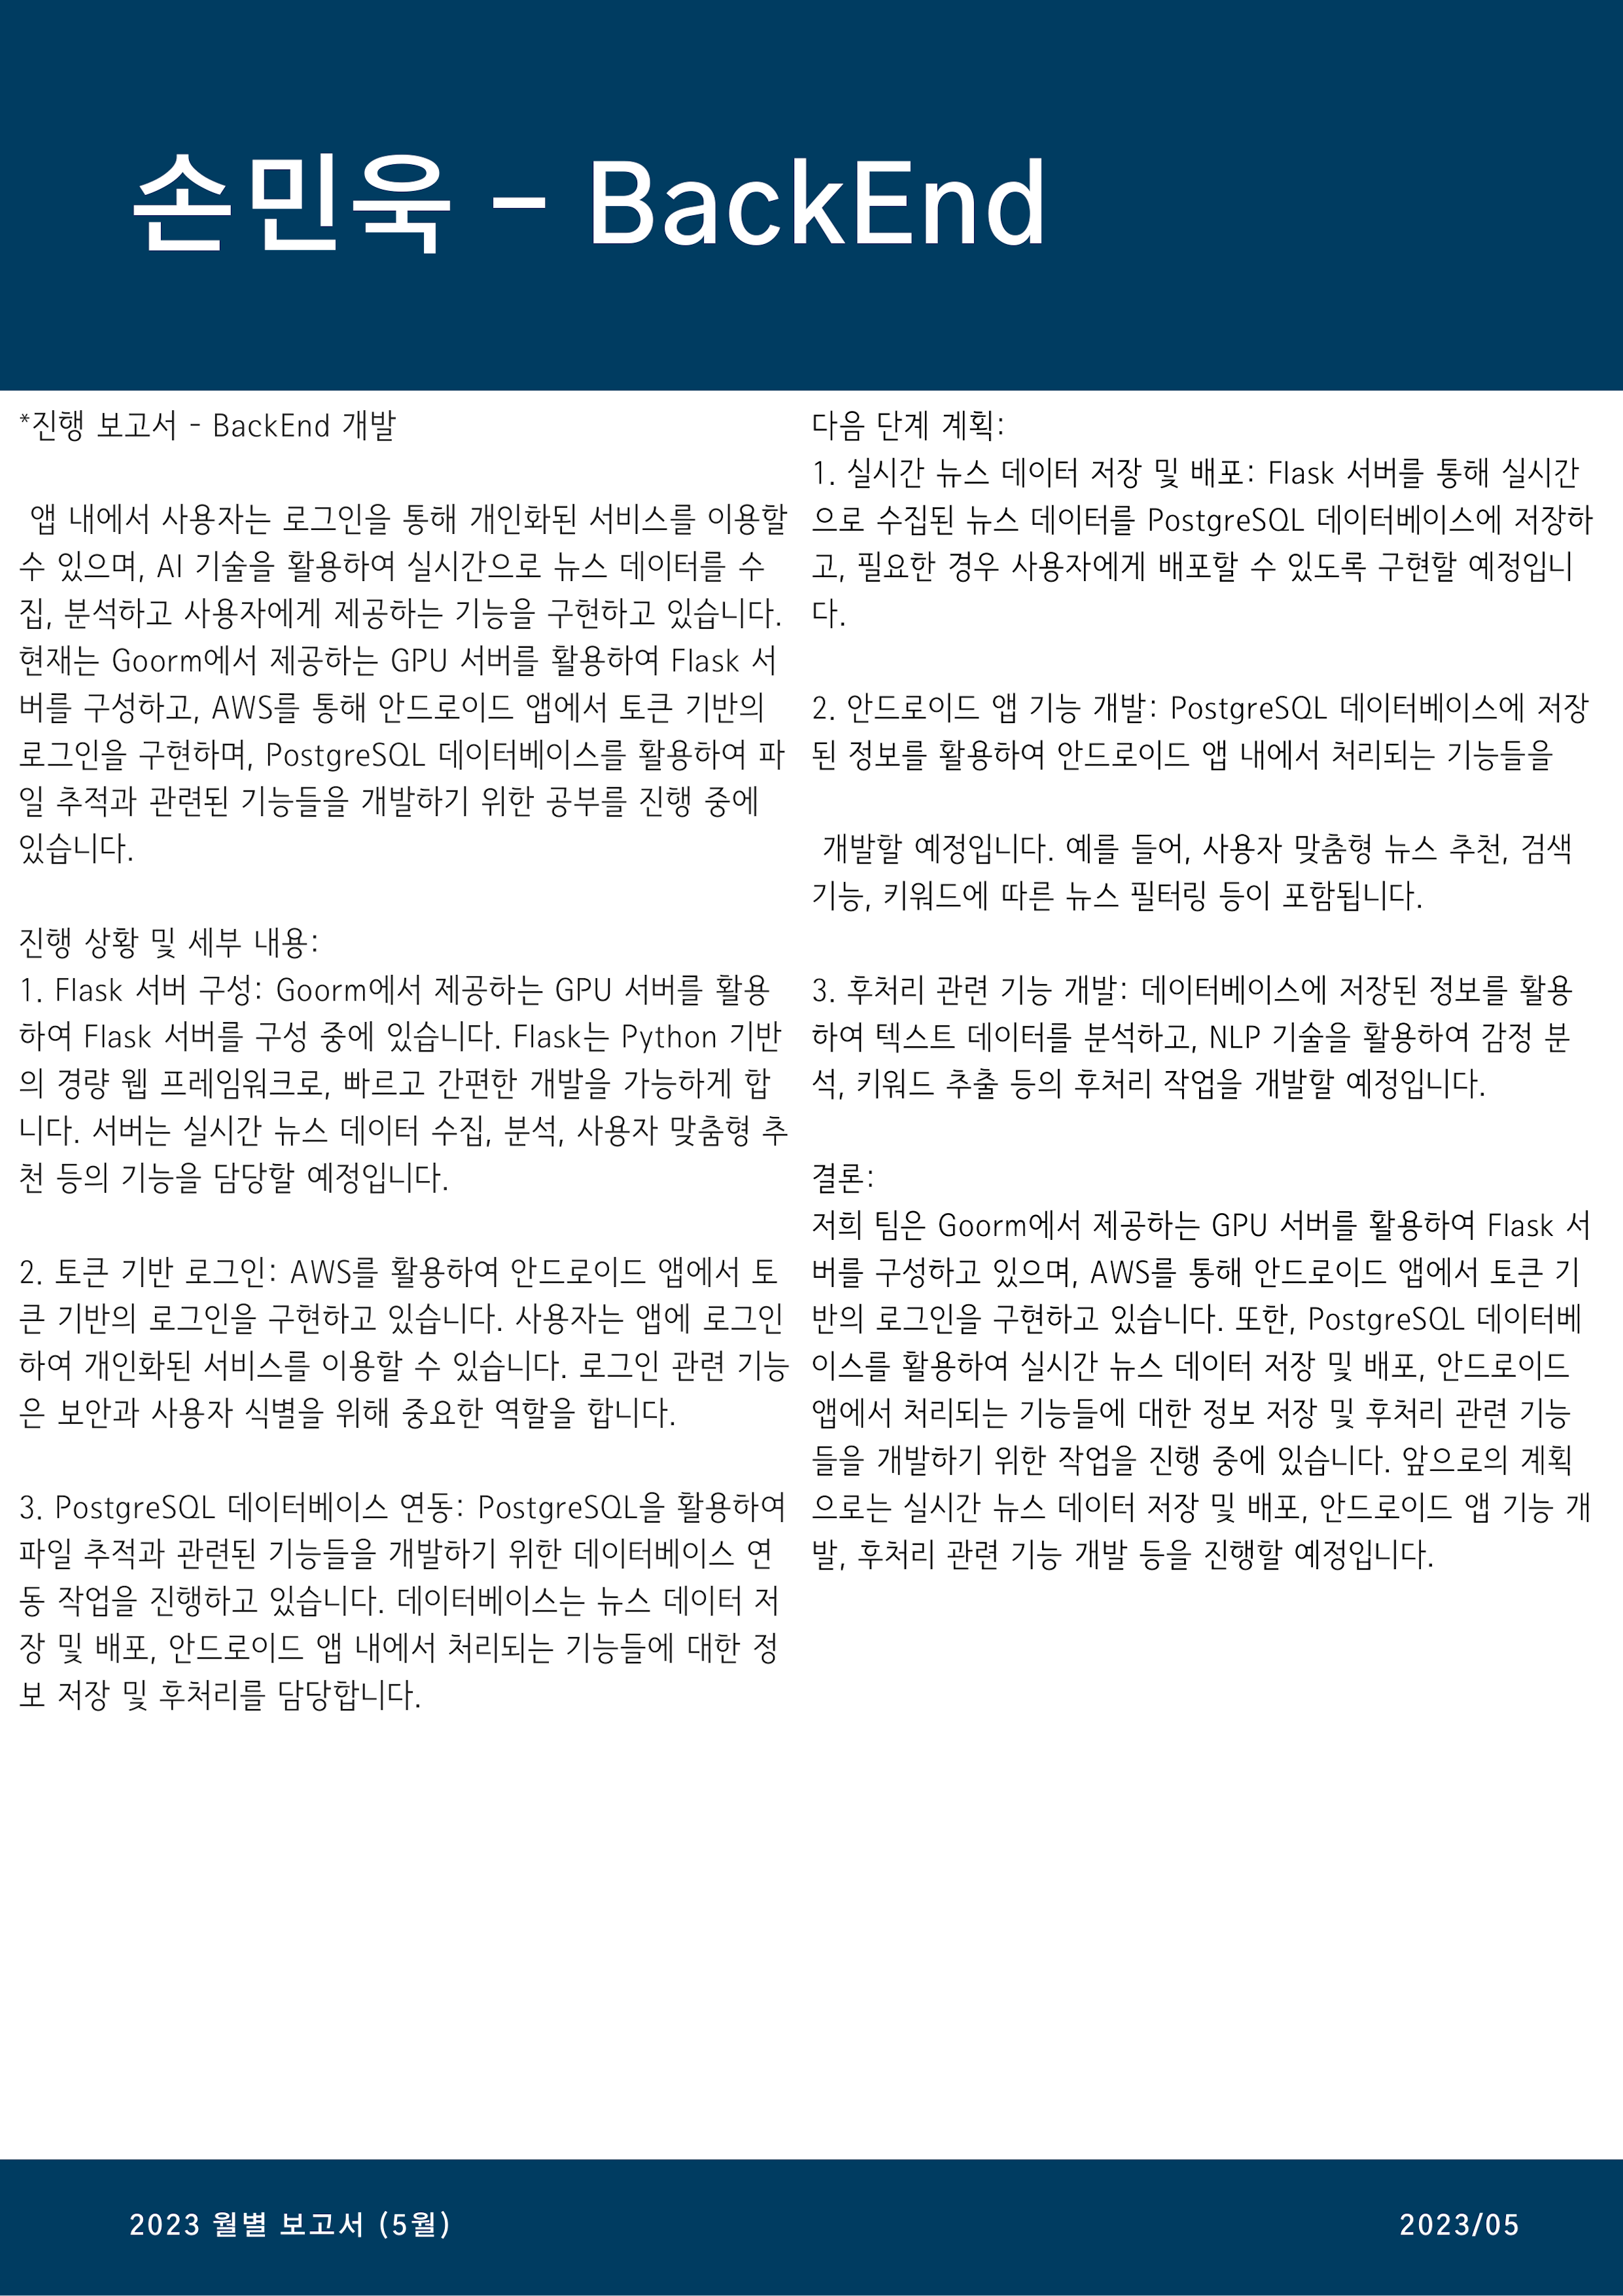 손민욱 – BackEnd
*진행 보고서 - BackEnd 개발
앱 내에서 사용자는 로그인을 통해 개인화된 서비스를 이용할
수 있으며, AI 기술을 활용하여 실시간으로 뉴스 데이터를 수
집, 분석하고 사용자에게 제공하는 기능을 구현하고 있습니다.
현재는 Goorm에서 제공하는 GPU 서버를 활용하여 Flask 서
버를 구성하고, AWS를 통해 안드로이드 앱에서 토큰 기반의
로그인을 구현하며, PostgreSQL 데이터베이스를 활용하여 파
일 추적과 관련된 기능들을 개발하기 위한 공부를 진행 중에
있습니다.
진행 상황 및 세부 내용:
1. Flask 서버 구성: Goorm에서 제공하는 GPU 서버를 활용
하여 Flask 서버를 구성 중에 있습니다. Flask는 Python 기반
의 경량 웹 프레임워크로, 빠르고 간편한 개발을 가능하게 합
니다. 서버는 실시간 뉴스 데이터 수집, 분석, 사용자 맞춤형 추
천 등의 기능을 담당할 예정입니다.
2. 토큰 기반 로그인: AWS를 활용하여 안드로이드 앱에서 토
큰 기반의 로그인을 구현하고 있습니다. 사용자는 앱에 로그인
하여 개인화된 서비스를 이용할 수 있습니다. 로그인 관련 기능
은 보안과 사용자 식별을 위해 중요한 역할을 합니다.
3. PostgreSQL 데이터베이스 연동: PostgreSQL을 활용하여
파일 추적과 관련된 기능들을 개발하기 위한 데이터베이스 연
동 작업을 진행하고 있습니다. 데이터베이스는 뉴스 데이터 저
장 및 배포, 안드로이드 앱 내에서 처리되는 기능들에 대한 정
보 저장 및 후처리를 담당합니다.
다음 단계 계획:
1. 실시간 뉴스 데이터 저장 및 배포: Flask 서버를 통해 실시간
으로 수집된 뉴스 데이터를 PostgreSQL 데이터베이스에 저장하
고, 필요한 경우 사용자에게 배포할 수 있도록 구현할 예정입니
다.
2. 안드로이드 앱 기능 개발: PostgreSQL 데이터베이스에 저장
된 정보를 활용하여 안드로이드 앱 내에서 처리되는 기능들을
개발할 예정입니다. 예를 들어, 사용자 맞춤형 뉴스 추천, 검색
기능, 키워드에 따른 뉴스 필터링 등이 포함됩니다.
3. 후처리 관련 기능 개발: 데이터베이스에 저장된 정보를 활용
하여 텍스트 데이터를 분석하고, NLP 기술을 활용하여 감정 분
석, 키워드 추출 등의 후처리 작업을 개발할 예정입니다.
결론:
저희 팀은 Goorm에서 제공하는 GPU 서버를 활용하여 Flask 서
버를 구성하고 있으며, AWS를 통해 안드로이드 앱에서 토큰 기
반의 로그인을 구현하고 있습니다. 또한, PostgreSQL 데이터베
이스를 활용하여 실시간 뉴스 데이터 저장 및 배포, 안드로이드
앱에서 처리되는 기능들에 대한 정보 저장 및 후처리 관련 기능
들을 개발하기 위한 작업을 진행 중에 있습니다. 앞으로의 계획
으로는 실시간 뉴스 데이터 저장 및 배포, 안드로이드 앱 기능 개
발, 후처리 관련 기능 개발 등을 진행할 예정입니다.
2023 월별 보고서 (5월)
2023/05